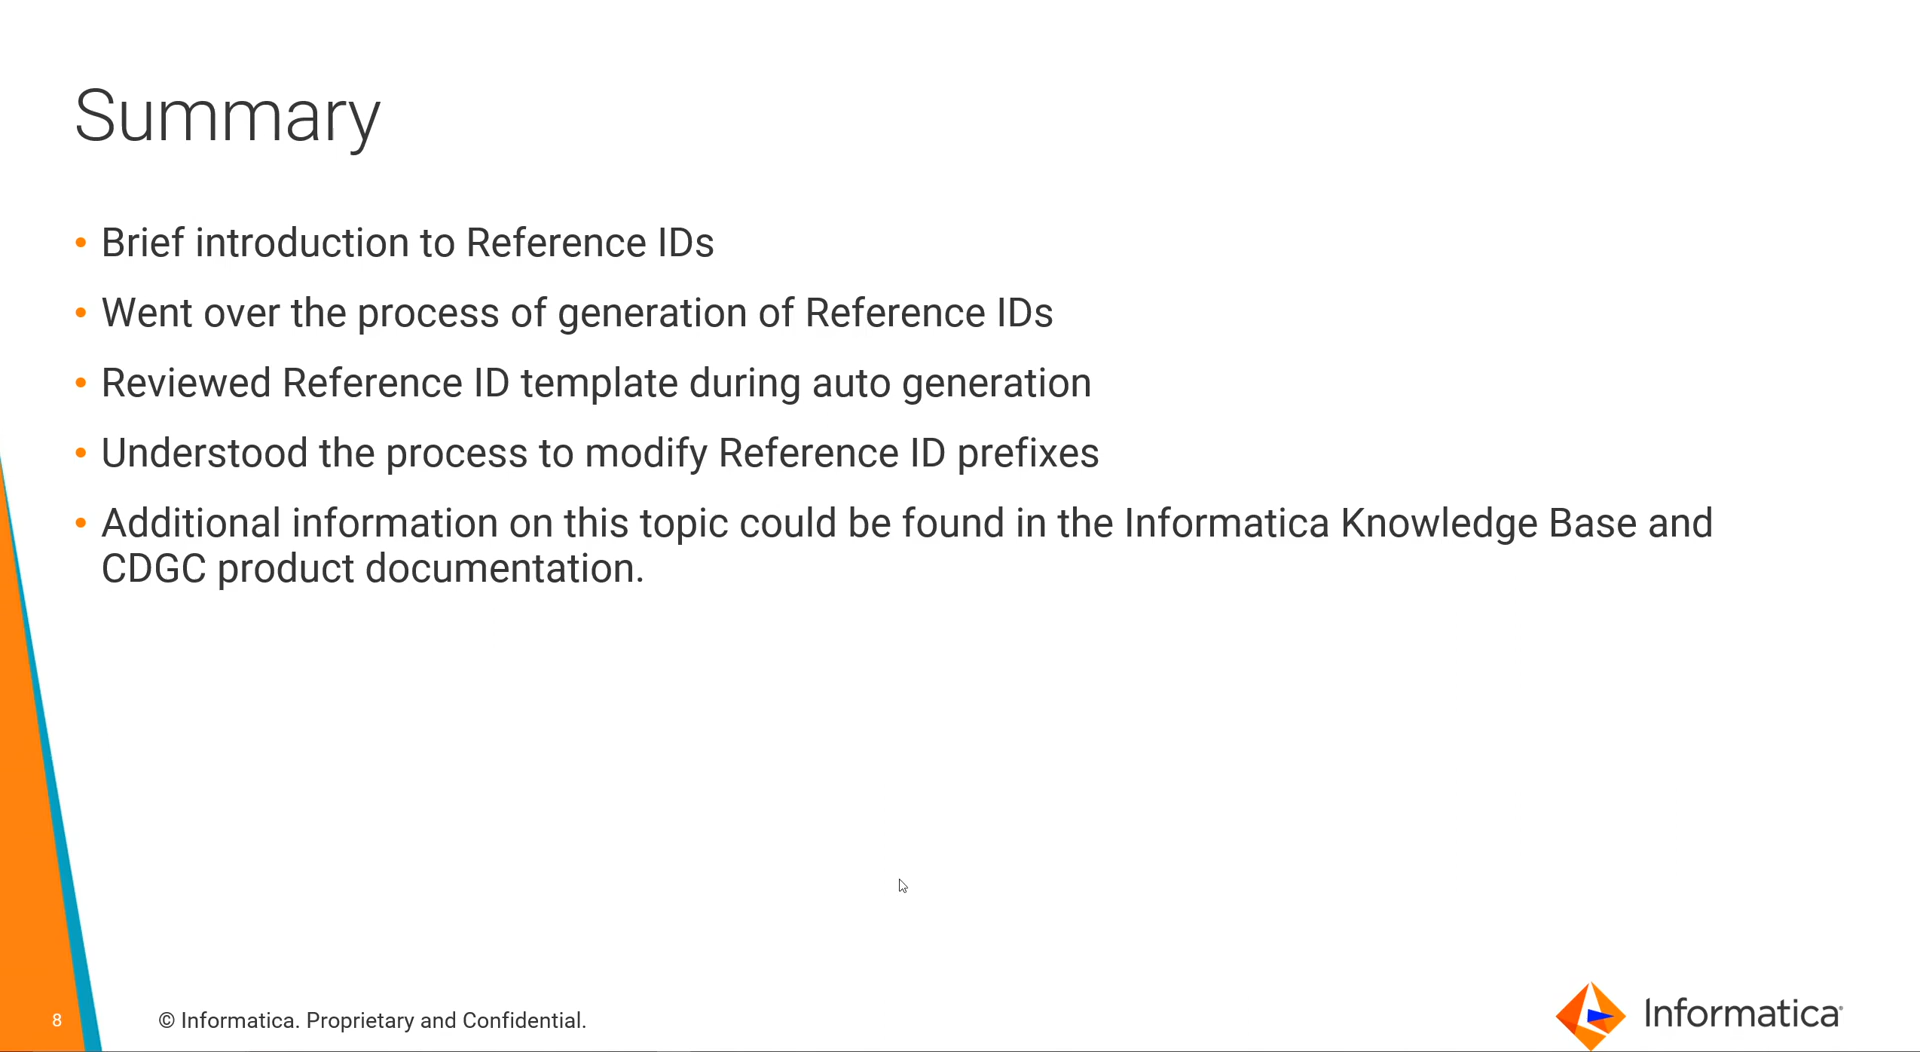 Summary
• Brief introduction to Reference IDs
• Went over the process of generation of Reference IDs
• Reviewed Reference ID template during auto generation
• Understood the process to modify Reference ID prefixes
• Additional information on this topic could be found in the Informatica Knowledge Base and
CDGC product documentation.
8
© Informatica. Proprietary and Confidential.
Informatica